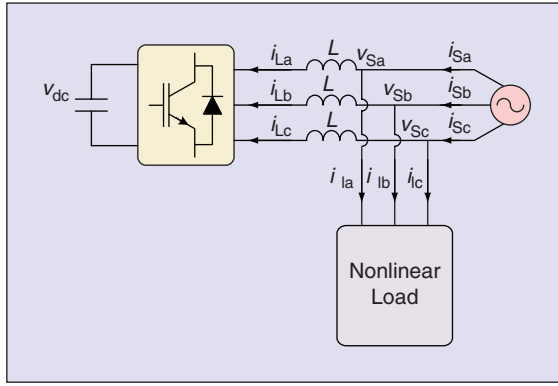 i_La L v_Sa i_Sa
v_dc i_Lb L v_Sb i_Sb
i_Lc L v_Sc i_Sc
i_la i_lb i_lc
Nonlinear
Load